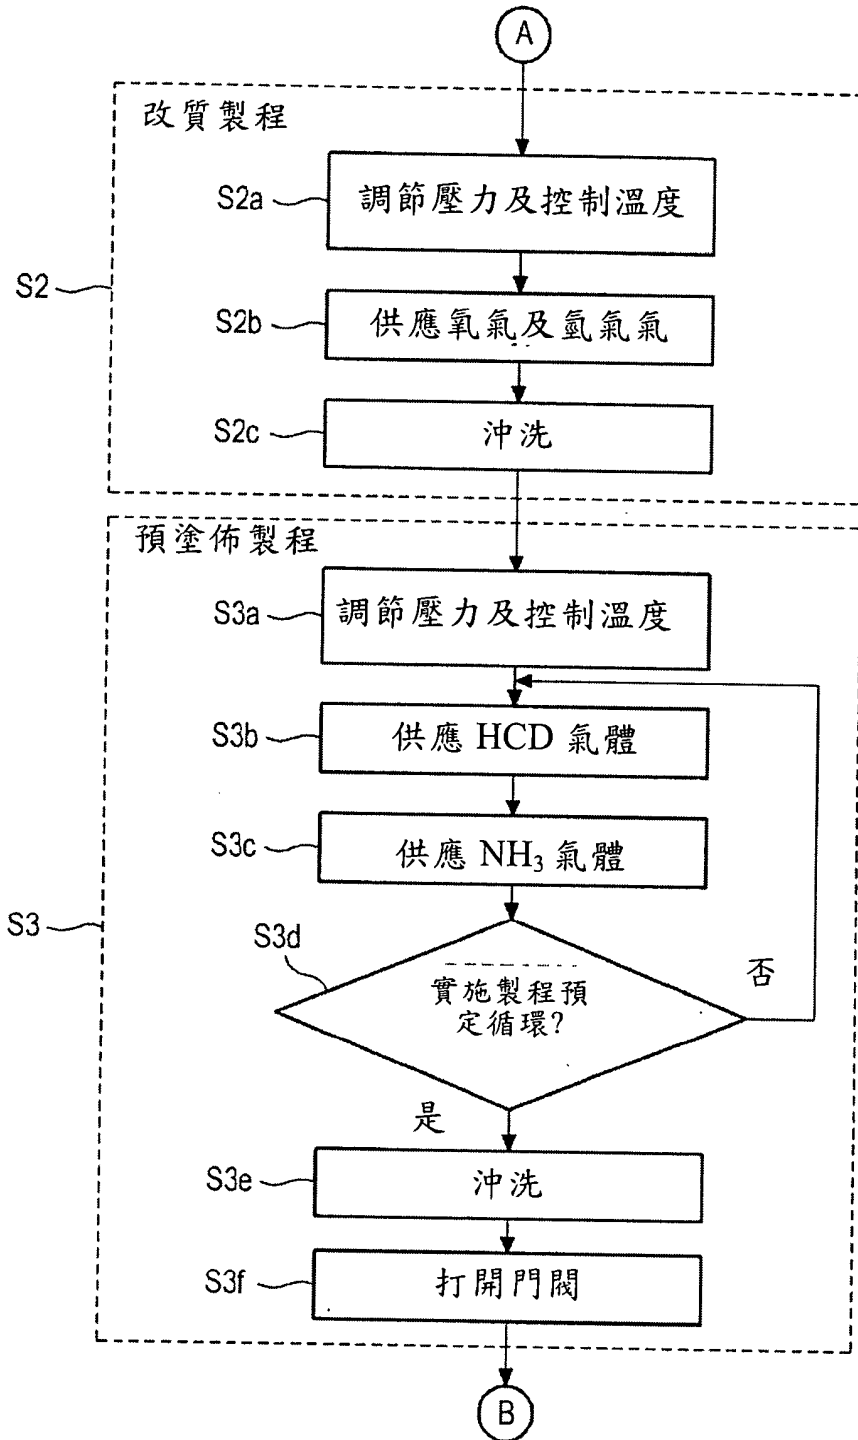 A
改質製程
S2a
調節壓力及控制溫度
S2
S2b
供應氧氣及氫氣氣
S2c
沖洗
預塗佈製程
S3a
調節壓力及控制溫度
S3b
供應 HCD 氣體
S3c
供應 NH₃ 氣體
S3
S3d
實施製程預
定循環?
否
是
S3e
沖洗
S3f
打開門閥
B